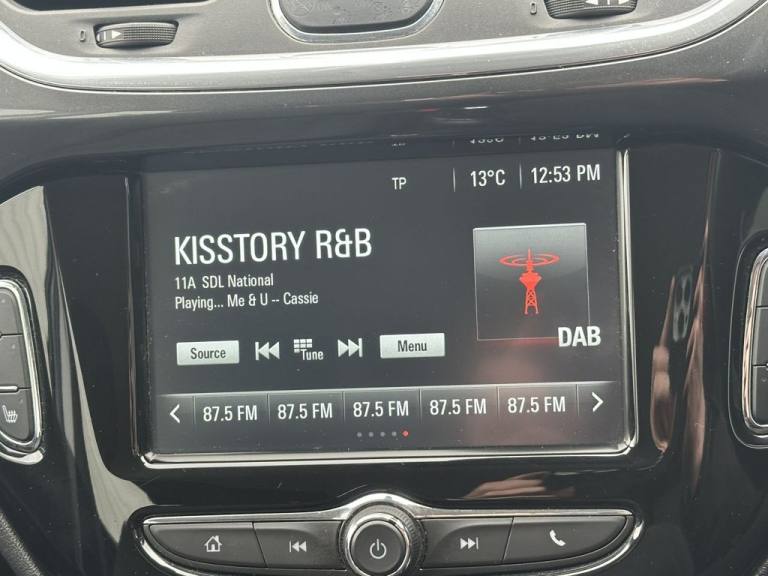 TP 13°C 12:53 PM
KISSTORY R&B
11A SDL National
Playing... Me & U -- Cassie
DAB
Source Tune Menu
87.5 FM 87.5 FM 87.5 FM 87.5 FM 87.5 FM